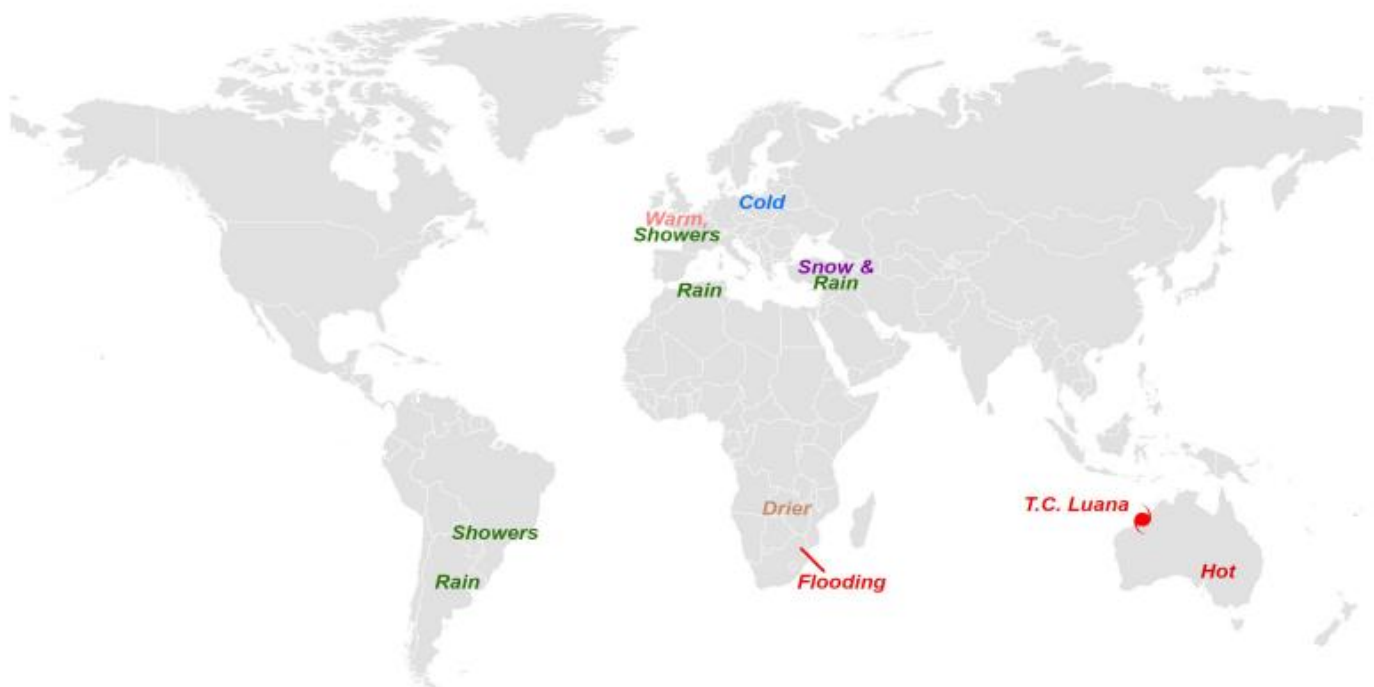 Cold
Warm,
Showers
Snow &
Rain
Rain
T.C. Luana
Drier
Showers
Hot
Rain
Flooding